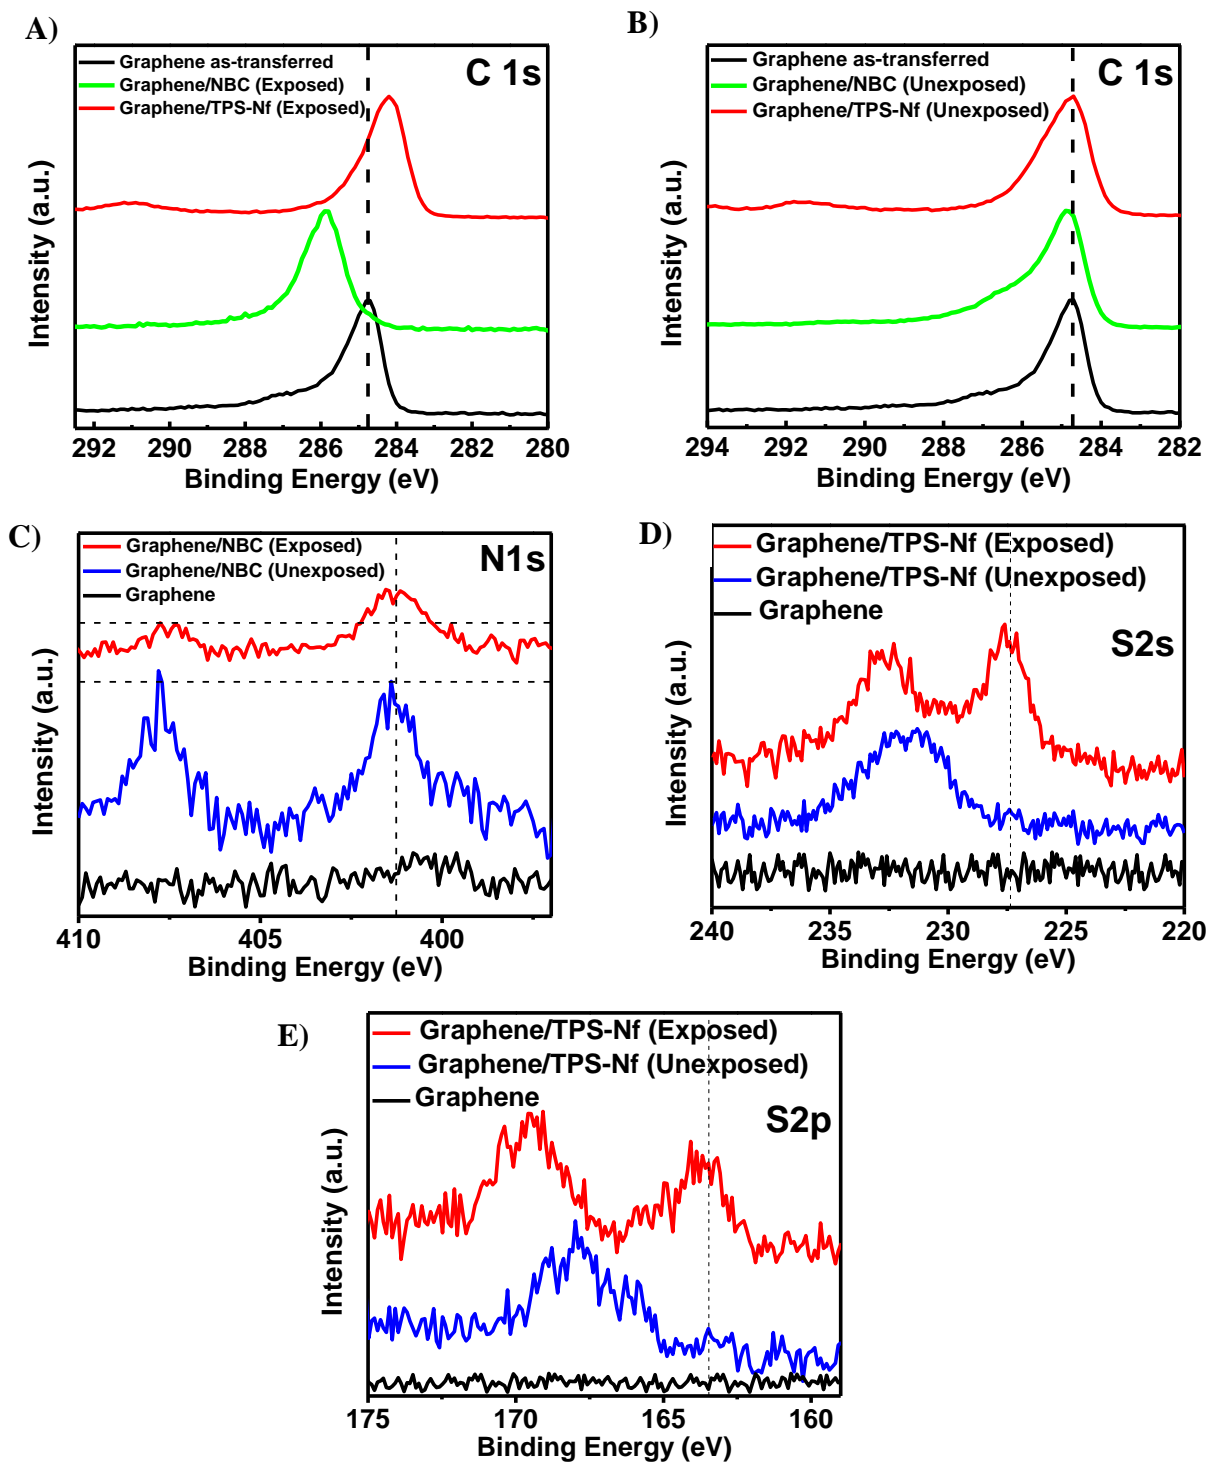 A)
Graphene as-transferred
Graphene/NBC (Exposed)
Graphene/TPS-Nf (Exposed)
C 1s
Intensity (a.u.)
292 290 288 286 284 282 280
Binding Energy (eV)
B)
Graphene as-transferred
Graphene/NBC (Unexposed)
Graphene/TPS-Nf (Unexposed)
C 1s
Intensity (a.u.)
294 292 290 288 286 284 282
Binding Energy (eV)
C)
Graphene/NBC (Exposed)
Graphene/NBC (Unexposed)
Graphene
N1s
Intensity (a.u.)
410 405 400
Binding Energy (eV)
D)
Graphene/TPS-Nf (Exposed)
Graphene/TPS-Nf (Unexposed)
Graphene
S2s
Intensity (a.u.)
240 235 230 225 220
Binding Energy (eV)
E)
Graphene/TPS-Nf (Exposed)
Graphene/TPS-Nf (Unexposed)
Graphene
S2p
Intensity (a.u.)
175 170 165 160
Binding Energy (eV)